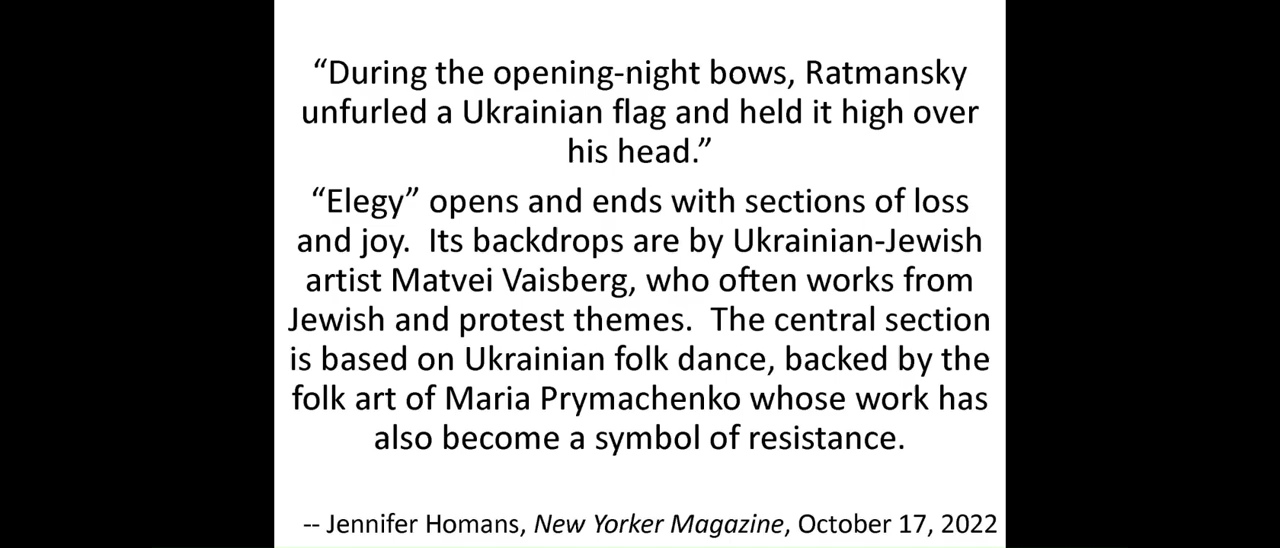 “During the opening-night bows, Ratmansky
unfurled a Ukrainian flag and held it high over
his head.”
“Elegy” opens and ends with sections of loss
and joy.  Its backdrops are by Ukrainian-Jewish
artist Matvei Vaisberg, who often works from
Jewish and protest themes.  The central section
is based on Ukrainian folk dance, backed by the
folk art of Maria Prymachenko whose work has
also become a symbol of resistance.
-- Jennifer Homans, New Yorker Magazine, October 17, 2022